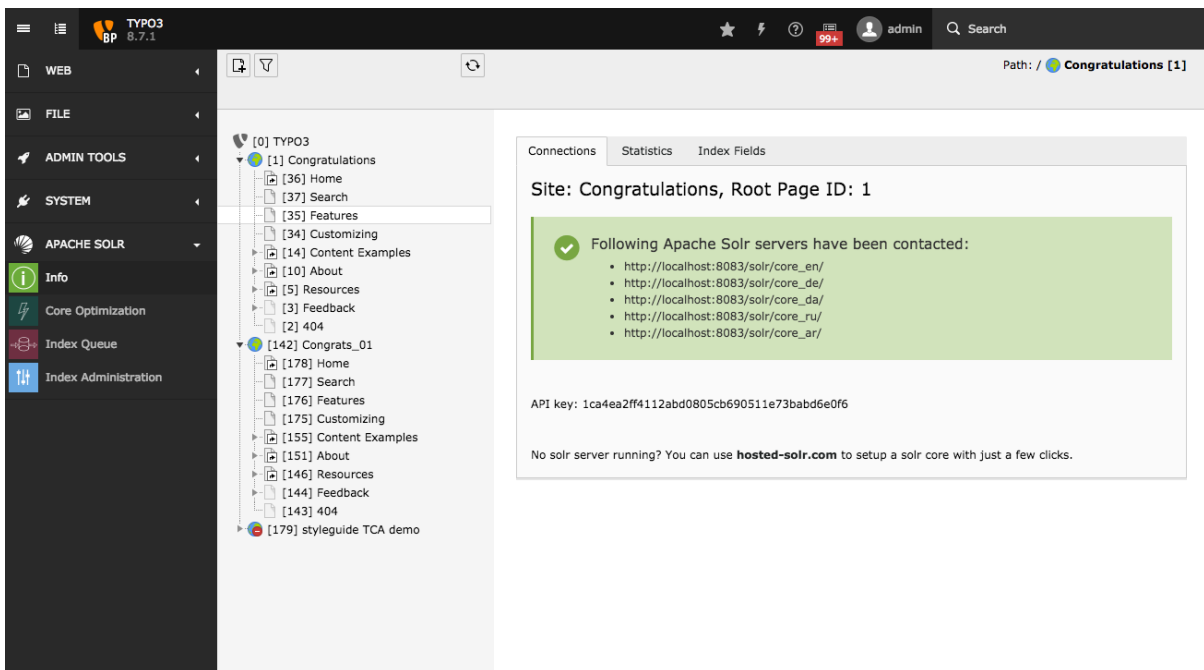 BP
TYPO3
8.7.1
99+
admin
Search
WEB
FILE
ADMIN TOOLS
SYSTEM
APACHE SOLR
Info
Core Optimization
Index Queue
Index Administration
[0] TYPO3
[1] Congratulations
[36] Home
[37] Search
[35] Features
[34] Customizing
[14] Content Examples
[10] About
[5] Resources
[3] Feedback
[2] 404
[142] Congrats_01
[178] Home
[177] Search
[176] Features
[175] Customizing
[155] Content Examples
[151] About
[146] Resources
[144] Feedback
[143] 404
[179] styleguide TCA demo
Path: / Congratulations [1]
Connections Statistics Index Fields
Site: Congratulations, Root Page ID: 1
Following Apache Solr servers have been contacted:
• http://localhost:8083/solr/core_en/
• http://localhost:8083/solr/core_de/
• http://localhost:8083/solr/core_da/
• http://localhost:8083/solr/core_ru/
• http://localhost:8083/solr/core_ar/
API key: 1ca4ea2ff4112abd0805cb690511e73babd6e0f6
No solr server running? You can use hosted-solr.com to setup a solr core with just a few clicks.